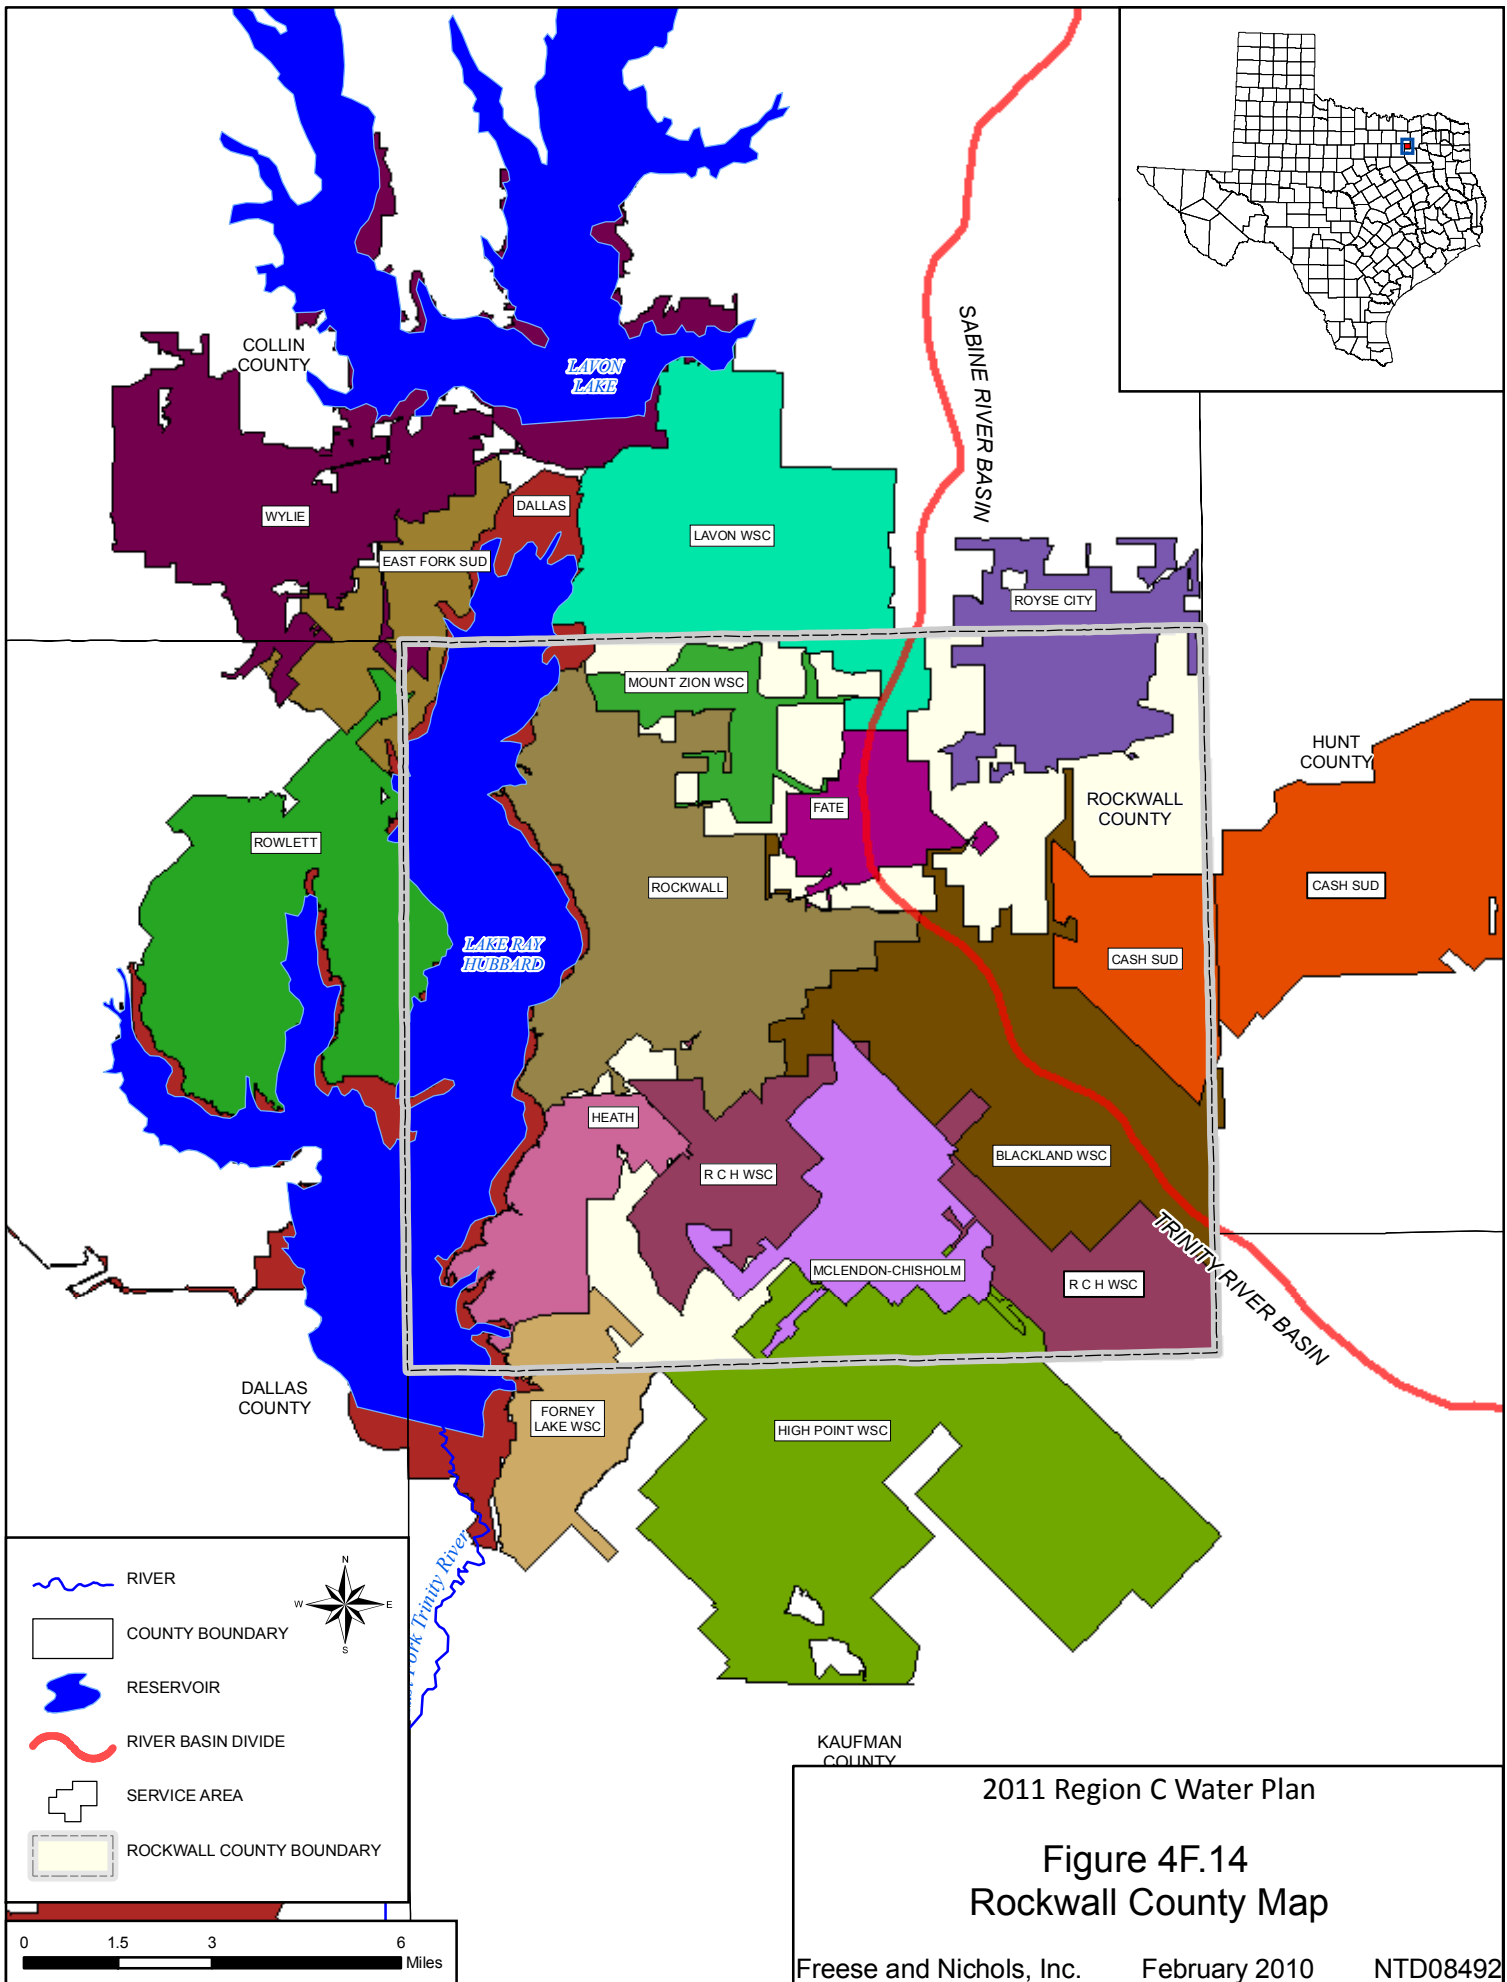 COLLIN
COUNTY
LAVON
LAKE
SABINE RIVER BASIN
WYLIE
DALLAS
LAVON WSC
EAST FORK SUD
ROYSE CITY
MOUNT ZION WSC
HUNT
COUNTY
ROCKWALL
COUNTY
FATE
ROWLETT
ROCKWALL
CASH SUD
LAKE RAY
HUBBARD
CASH SUD
HEATH
BLACKLAND WSC
R C H WSC
MCLENDON-CHISHOLM
R C H WSC
TRINITY RIVER BASIN
DALLAS
COUNTY
FORNEY
LAKE WSC
HIGH POINT WSC
Fork Trinity River
KAUFMAN
COUNTY
RIVER
COUNTY BOUNDARY
RESERVOIR
RIVER BASIN DIVIDE
SERVICE AREA
ROCKWALL COUNTY BOUNDARY
N
W E
S
0 1.5 3 6
Miles
2011 Region C Water Plan
Figure 4F.14
Rockwall County Map
Freese and Nichols, Inc. February 2010 NTD08492